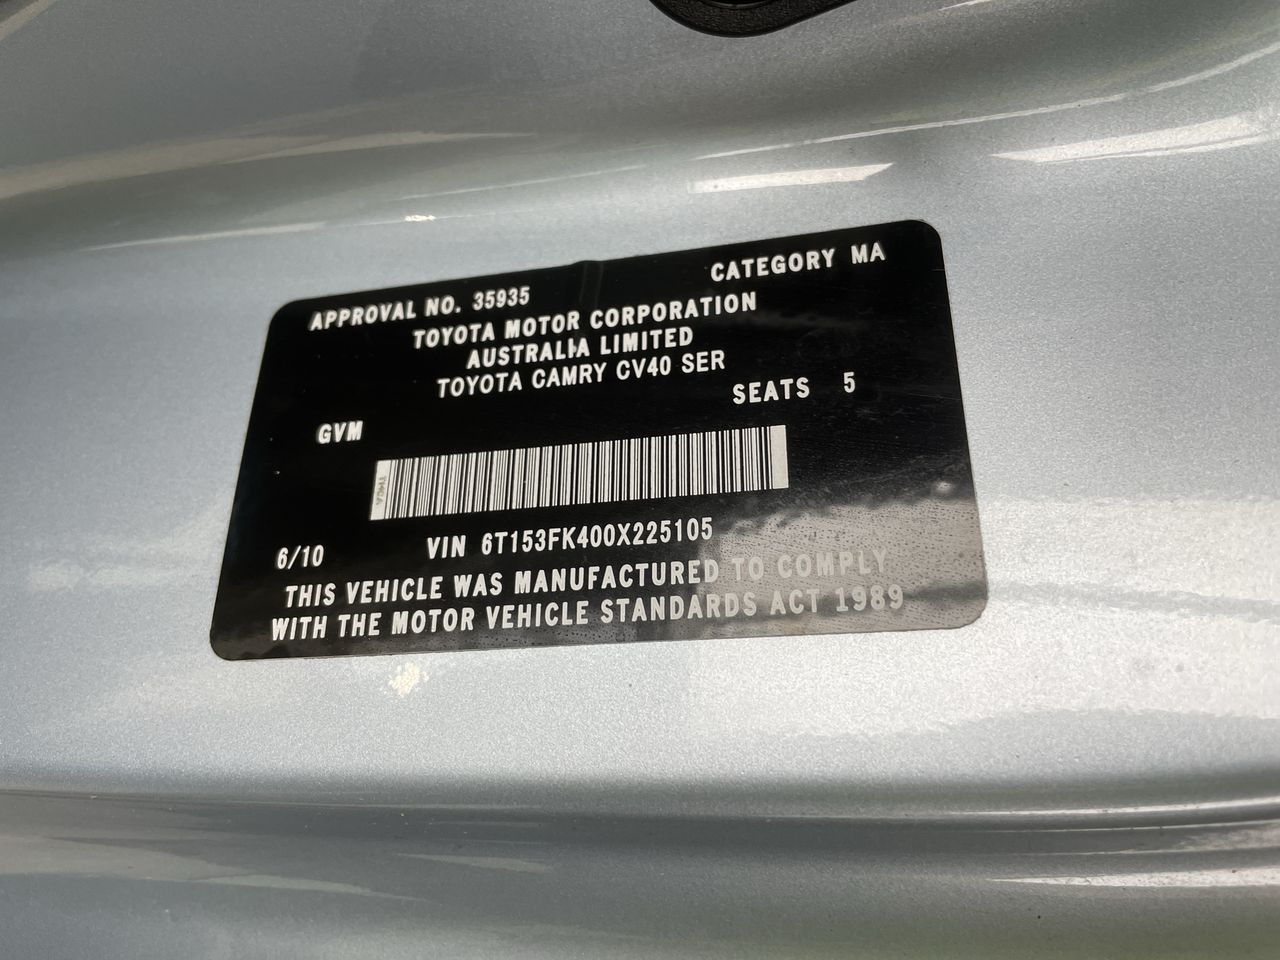 APPROVAL NO. 35935 CATEGORY MA
TOYOTA MOTOR CORPORATION
AUSTRALIA LIMITED
TOYOTA CAMRY CV40 SER
SEATS 5
GVM
6/10 VIN 6T153FK400X225105
THIS VEHICLE WAS MANUFACTURED TO COMPLY
WITH THE MOTOR VEHICLE STANDARDS ACT 1989